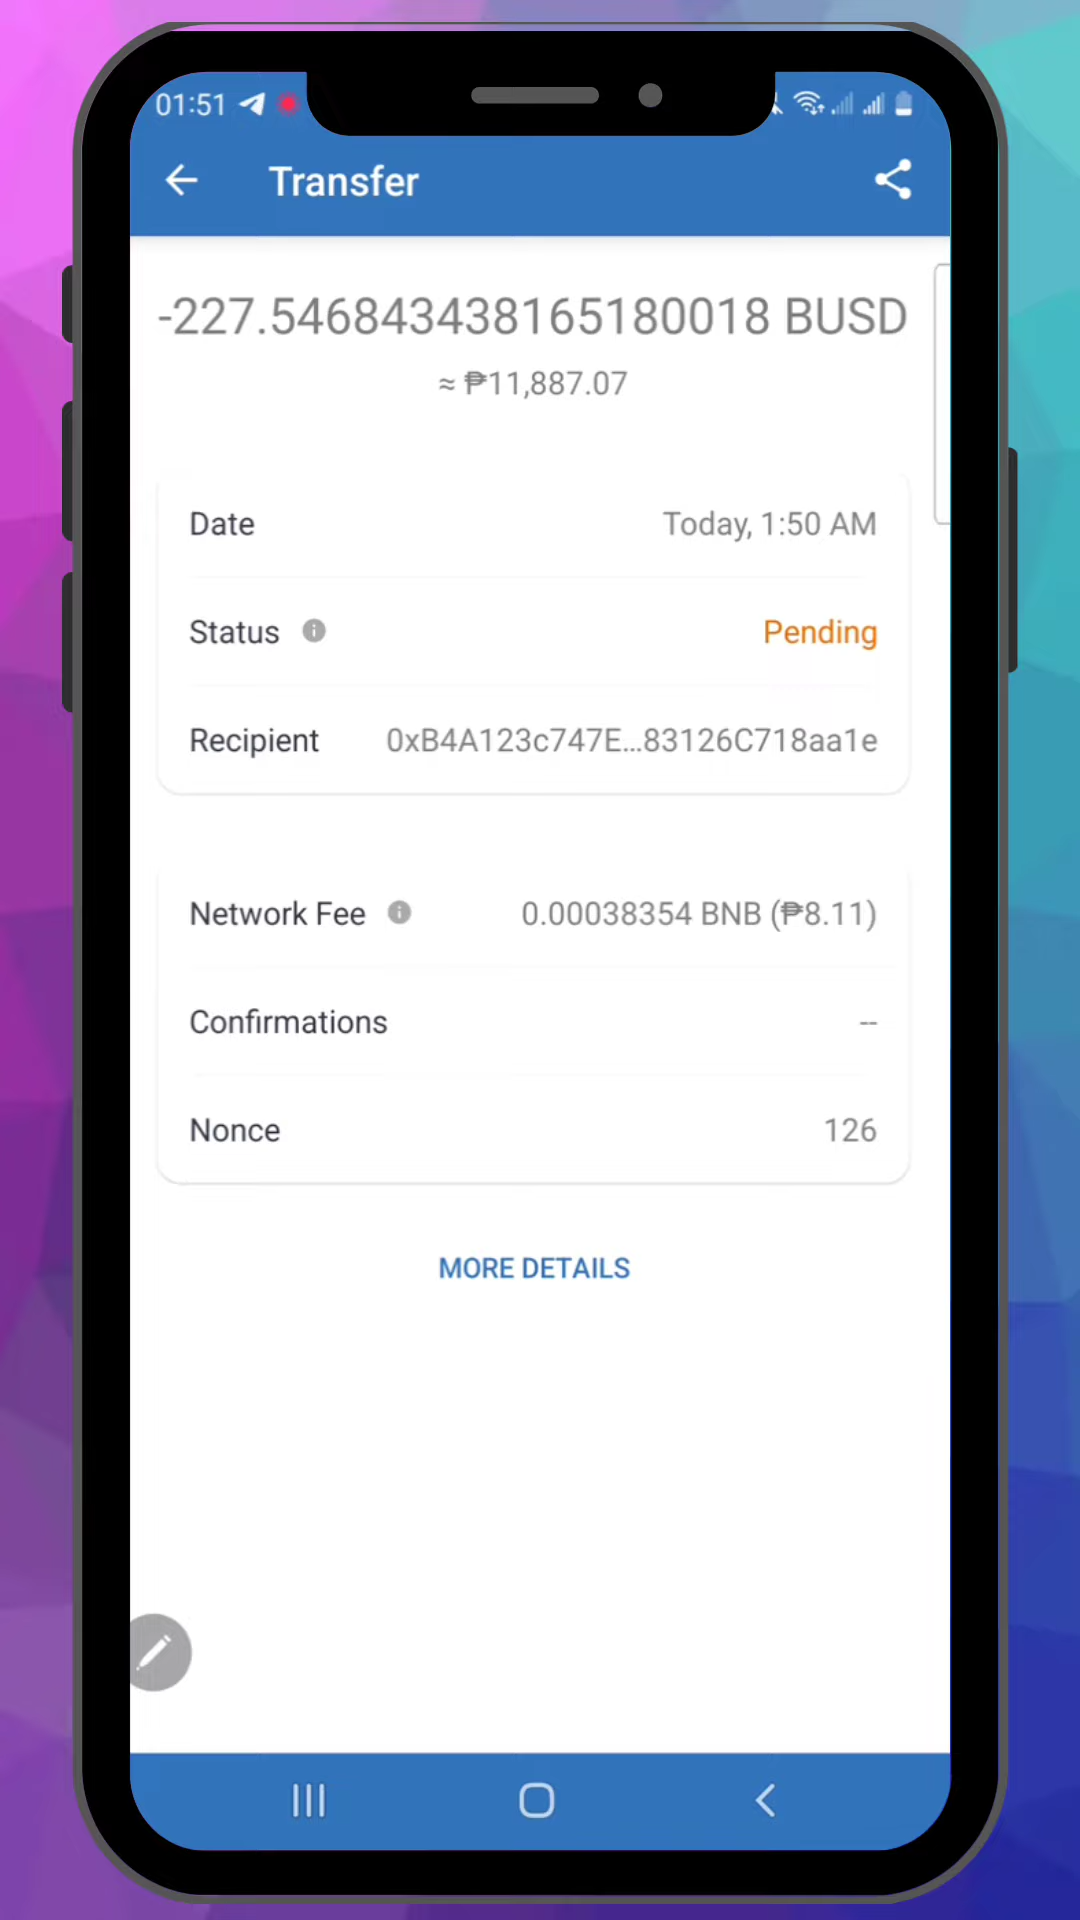 01:51
Transfer
-227.546843438165180018 BUSD
≈ ₱11,887.07
Date Today, 1:50 AM
Status Pending
Recipient 0xB4A123c747E...83126C718aa1e
Network Fee 0.00038354 BNB (₱8.11)
Confirmations --
Nonce 126
MORE DETAILS